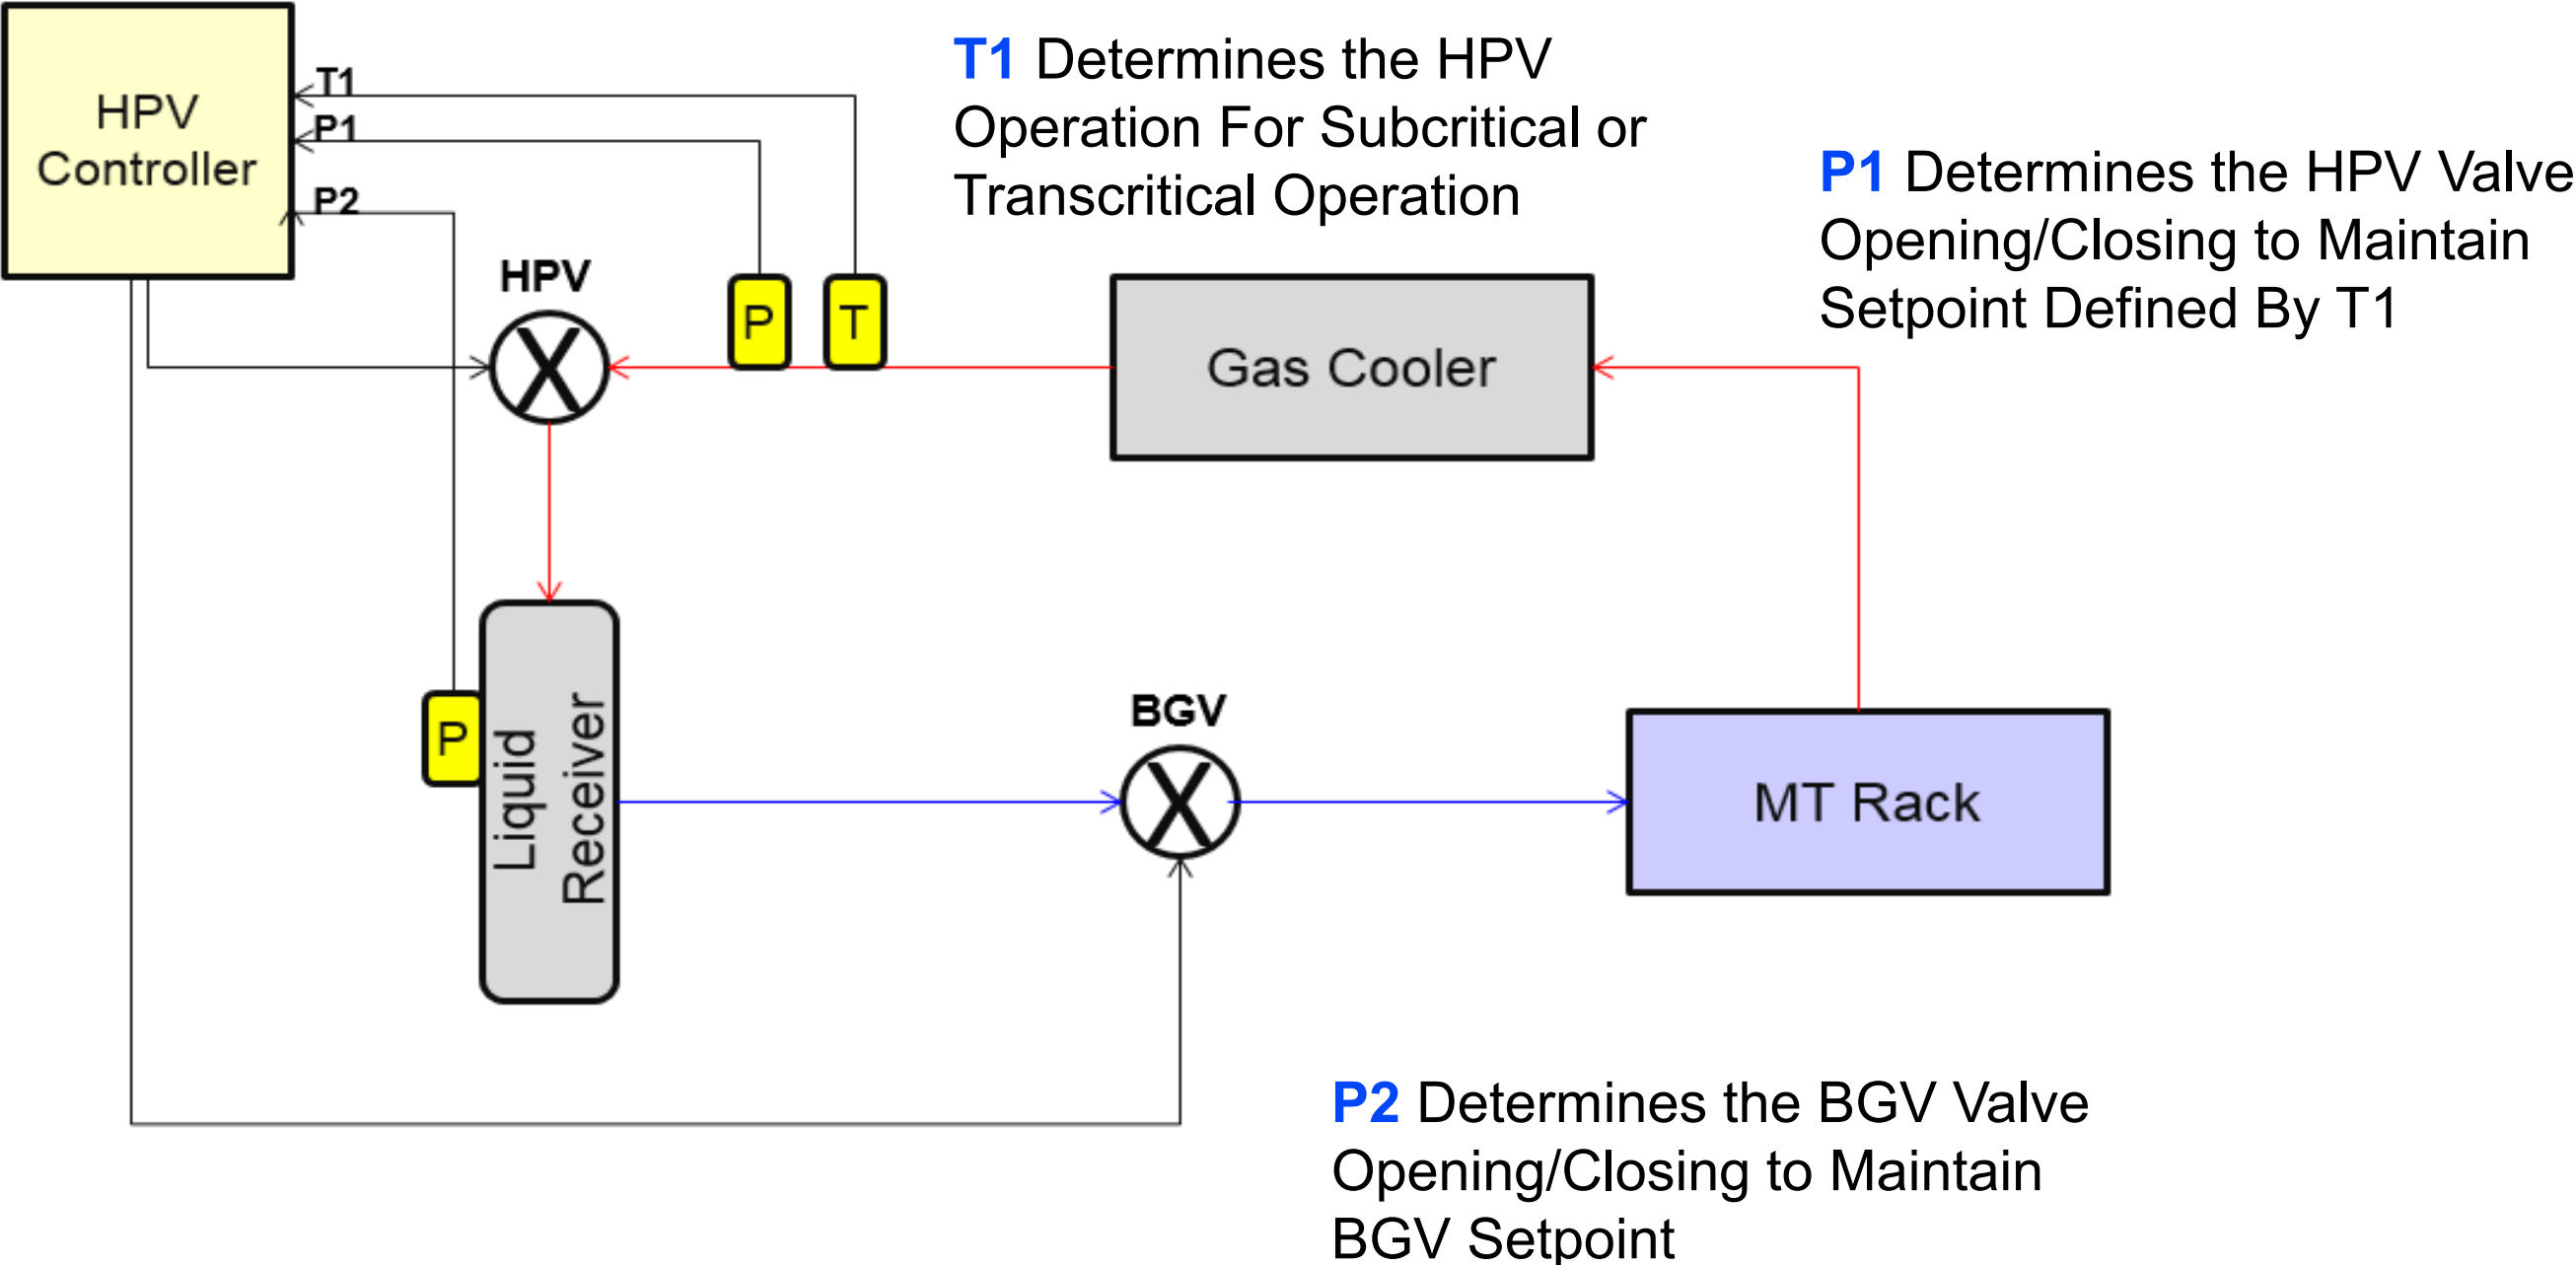 HPV
Controller
T1
P1
P2
T1 Determines the HPV
Operation For Subcritical or
Transcritical Operation
P1 Determines the HPV Valve
Opening/Closing to Maintain
Setpoint Defined By T1
HPV
P
T
Gas Cooler
P
Liquid
Receiver
BGV
MT Rack
P2 Determines the BGV Valve
Opening/Closing to Maintain
BGV Setpoint